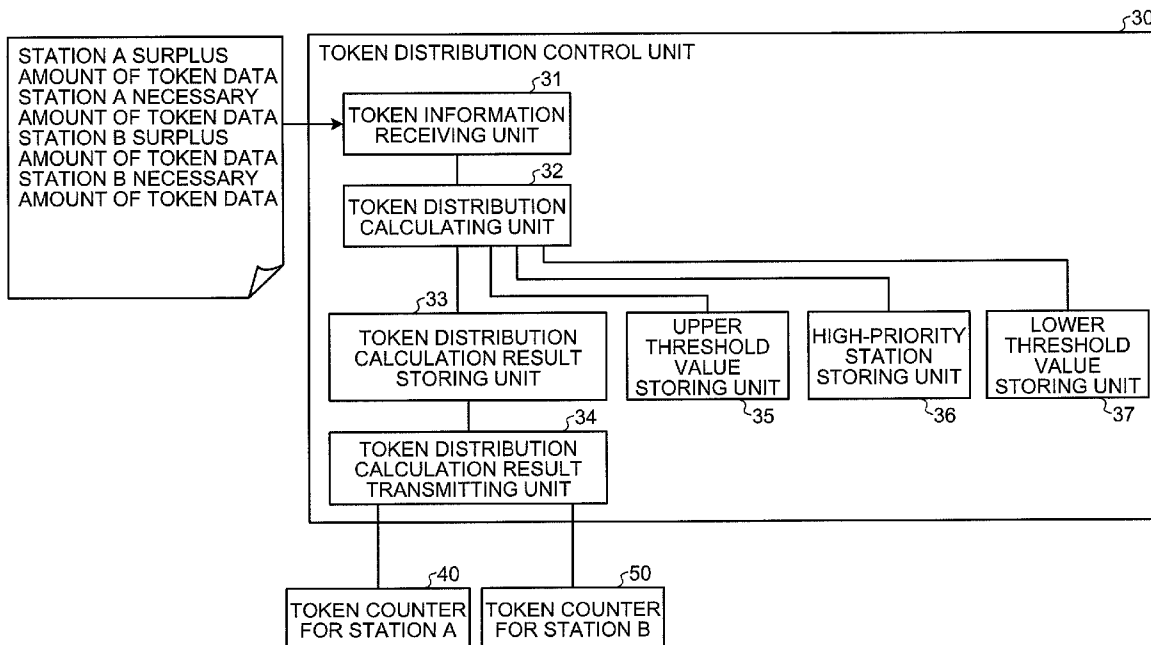 30
STATION A SURPLUS
AMOUNT OF TOKEN DATA
STATION A NECESSARY
AMOUNT OF TOKEN DATA
STATION B SURPLUS
AMOUNT OF TOKEN DATA
STATION B NECESSARY
AMOUNT OF TOKEN DATA
TOKEN DISTRIBUTION CONTROL UNIT
31
TOKEN INFORMATION
RECEIVING UNIT
32
TOKEN DISTRIBUTION
CALCULATING UNIT
33
TOKEN DISTRIBUTION
CALCULATION RESULT
STORING UNIT
UPPER
THRESHOLD
VALUE
STORING UNIT
35
HIGH-PRIORITY
STATION
STORING UNIT
36
LOWER
THRESHOLD
VALUE
STORING UNIT
37
34
TOKEN DISTRIBUTION
CALCULATION RESULT
TRANSMITTING UNIT
40
TOKEN COUNTER
FOR STATION A
50
TOKEN COUNTER
FOR STATION B